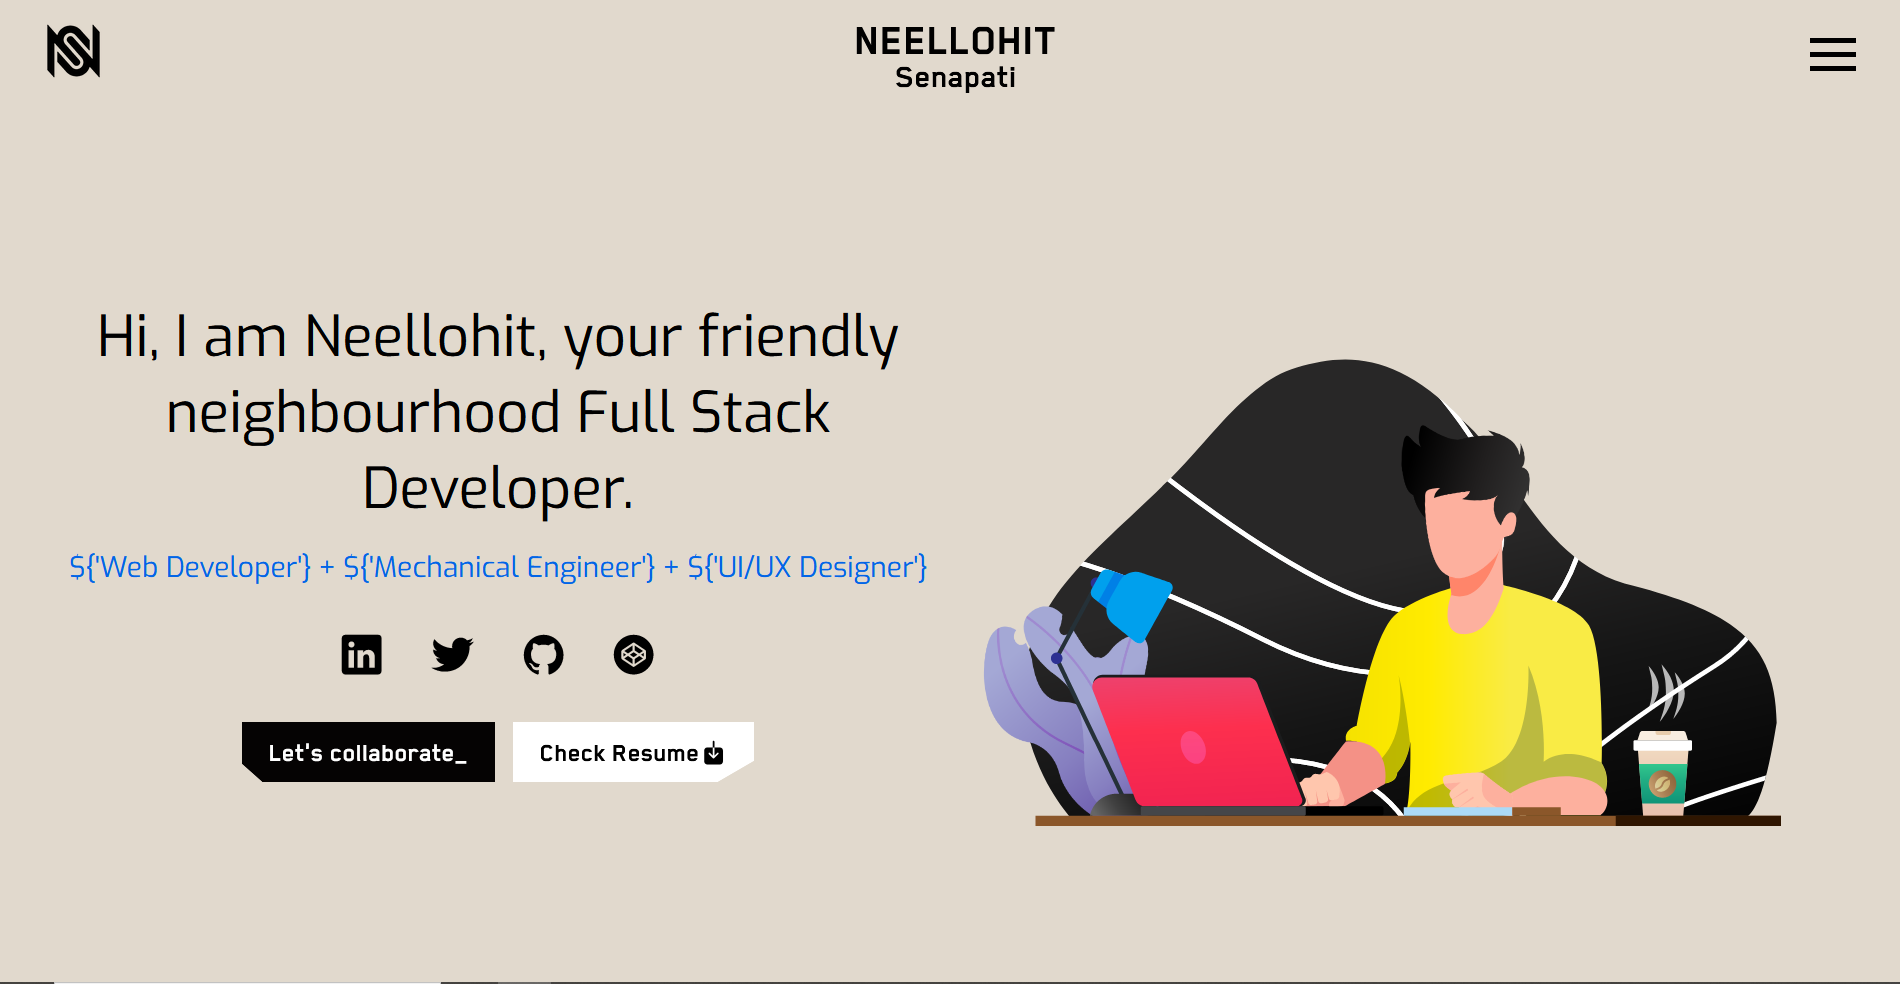 NEELLOHIT
Senapati
Hi, I am Neellohit, your friendly
neighbourhood Full Stack
Developer.
${'Web Developer'} + ${'Mechanical Engineer'} + ${'UI/UX Designer'}
in
Let's collaborate_
Check Resume